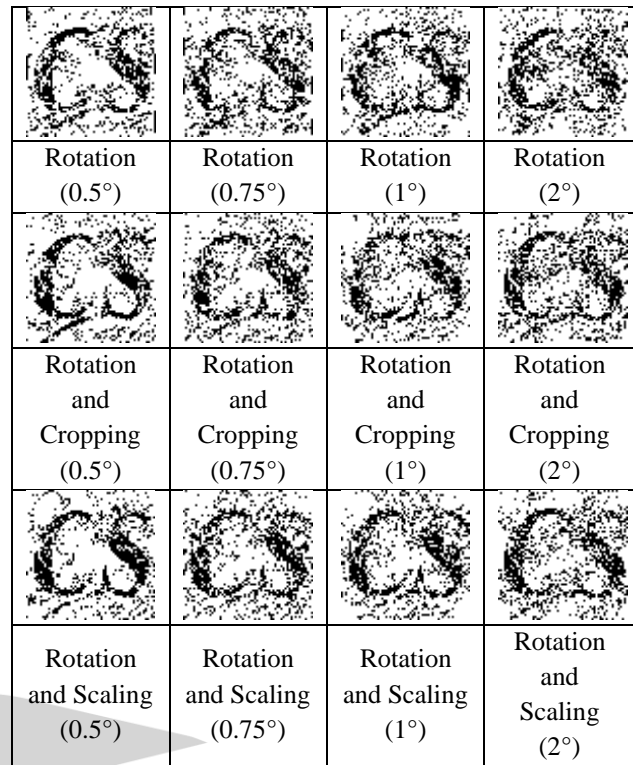 Rotation
(0.5°)
Rotation
(0.75°)
Rotation
(1°)
Rotation
(2°)
Rotation
and
Cropping
(0.5°)
Rotation
and
Cropping
(0.75°)
Rotation
and
Cropping
(1°)
Rotation
and
Cropping
(2°)
Rotation
and Scaling
(0.5°)
Rotation
and Scaling
(0.75°)
Rotation
and Scaling
(1°)
Rotation
and
Scaling
(2°)